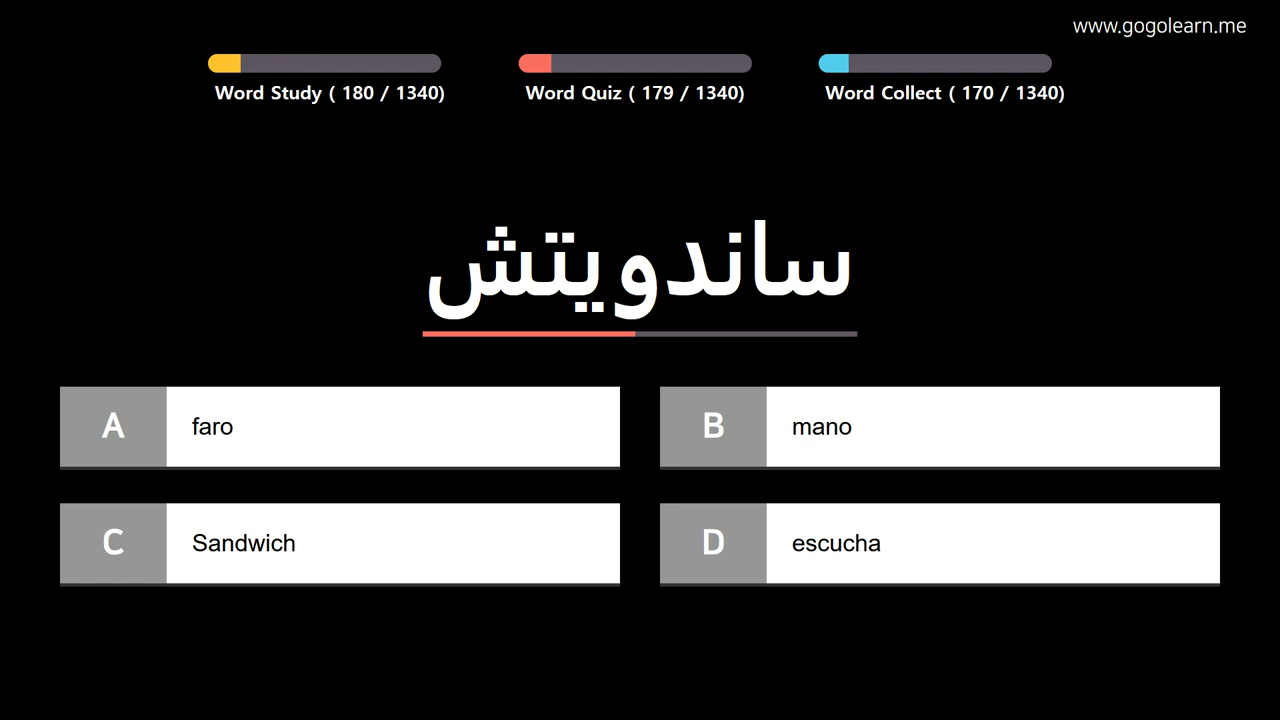 www.gogolearn.me
Word Study ( 180 / 1340)
Word Quiz ( 179 / 1340)
Word Collect ( 170 / 1340)
ساندويتش
A faro
B mano
C Sandwich
D escucha